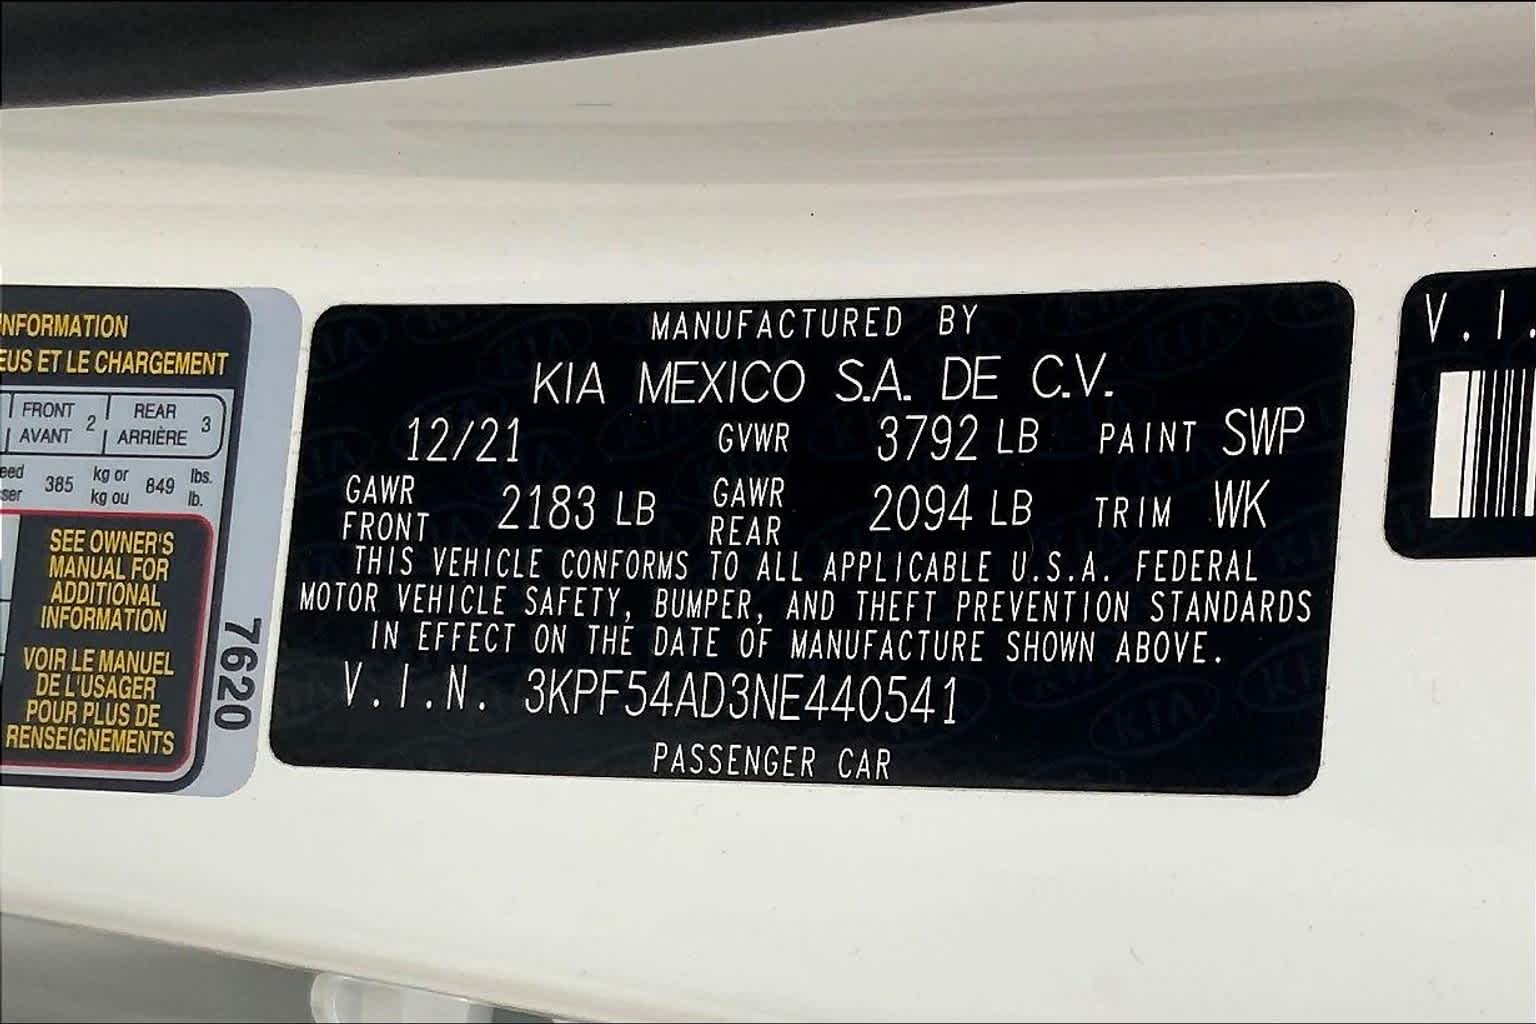 INFORMATION
EUS ET LE CHARGEMENT
FRONT
AVANT 2
REAR
ARRIÈRE 3
385 kg or
kg ou 849 lbs.
lb.
SEE OWNER'S
MANUAL FOR
ADDITIONAL
INFORMATION
VOIR LE MANUEL
DE L'USAGER
POUR PLUS DE
RENSEIGNEMENTS
7620
MANUFACTURED BY
KIA MEXICO S.A. DE C.V.
12/21 GVWR 3792 LB PAINT SWP
GAWR
FRONT 2183 LB GAWR
REAR 2094 LB TRIM WK
THIS VEHICLE CONFORMS TO ALL APPLICABLE U.S.A. FEDERAL
MOTOR VEHICLE SAFETY, BUMPER, AND THEFT PREVENTION STANDARDS
IN EFFECT ON THE DATE OF MANUFACTURE SHOWN ABOVE.
V.I.N. 3KPF54AD3NE440541
PASSENGER CAR
V.I.